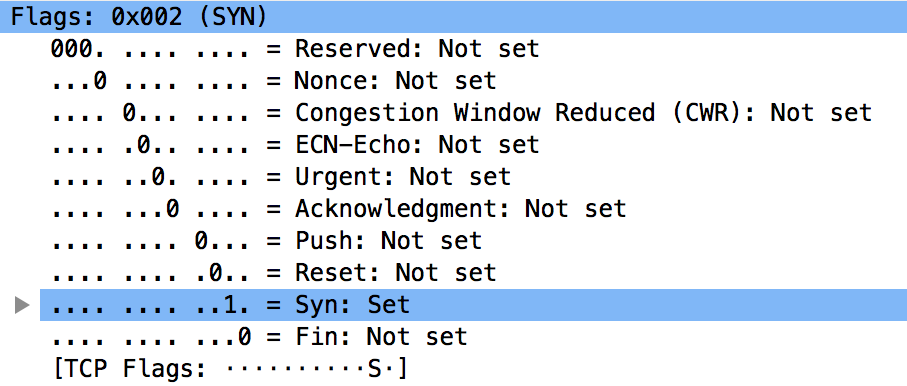 Flags: 0x002 (SYN)
000. .... .... = Reserved: Not set
...0 .... .... = Nonce: Not set
.... 0... .... = Congestion Window Reduced (CWR): Not set
.... .0.. .... = ECN-Echo: Not set
.... ..0. .... = Urgent: Not set
.... ...0 .... = Acknowledgment: Not set
.... .... 0... = Push: Not set
.... .... .0.. = Reset: Not set
.... .... ..1. = Syn: Set
.... .... ...0 = Fin: Not set
[TCP Flags: ··········S·]